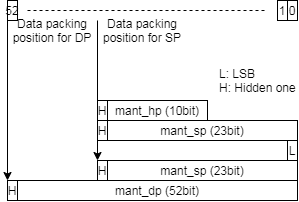 52
1 0
Data packing
position for DP
Data packing
position for SP
L: LSB
H: Hidden one
H mant_hp (10bit)
H mant_sp (23bit)
L
H mant_sp (23bit)
H mant_dp (52bit)